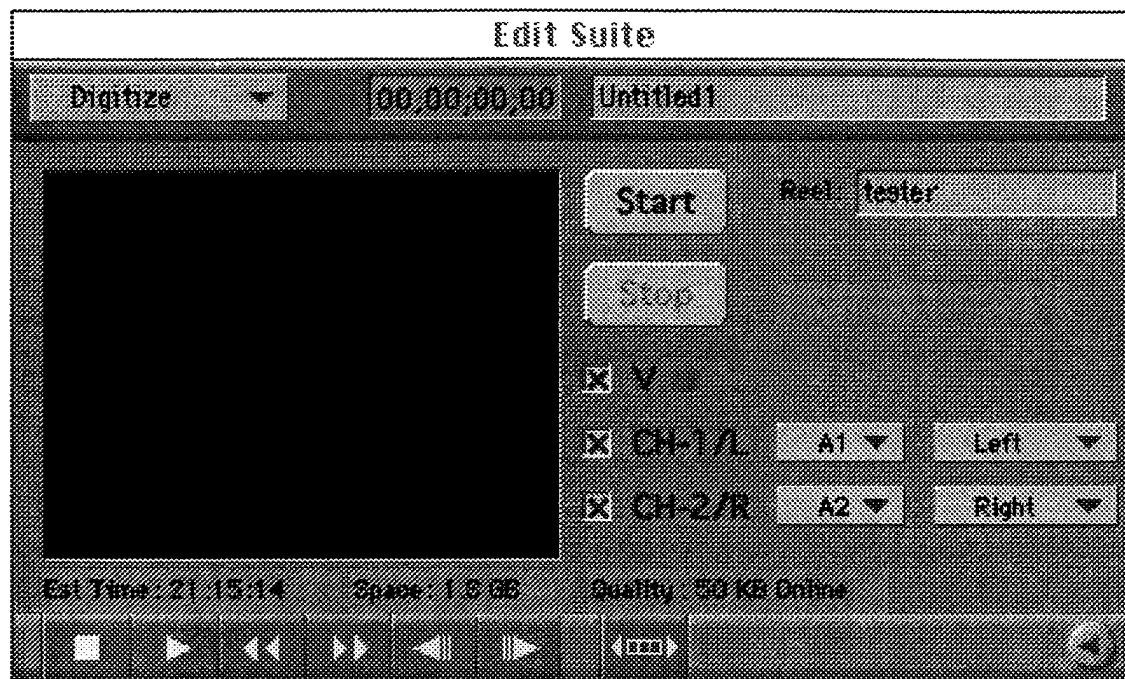 Edit Suite
Digitize 00;00;00;00 Untitled1
Start Reel: tester
Stop
V
CH-1/L A1 Left
CH-2/R A2 Right
Est Time: 21:15:14 Space: 1.6 GB Quality: 50 KB Online